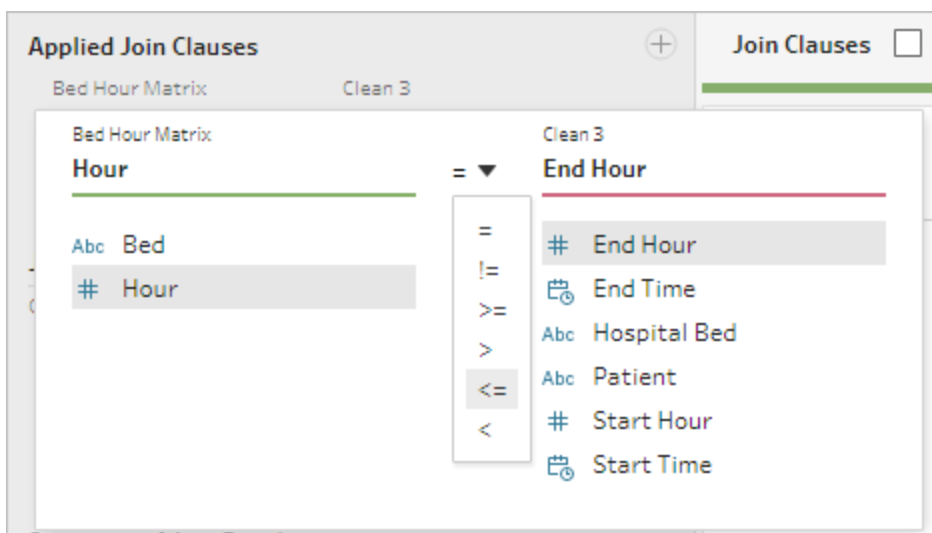 Applied Join Clauses
Join Clauses
Bed Hour Matrix Clean 3
Bed Hour Matrix Clean 3
Hour = End Hour
Abc Bed
# Hour
=
!=
>=
>
<=
<
# End Hour
End Time
Abc Hospital Bed
Abc Patient
# Start Hour
Start Time